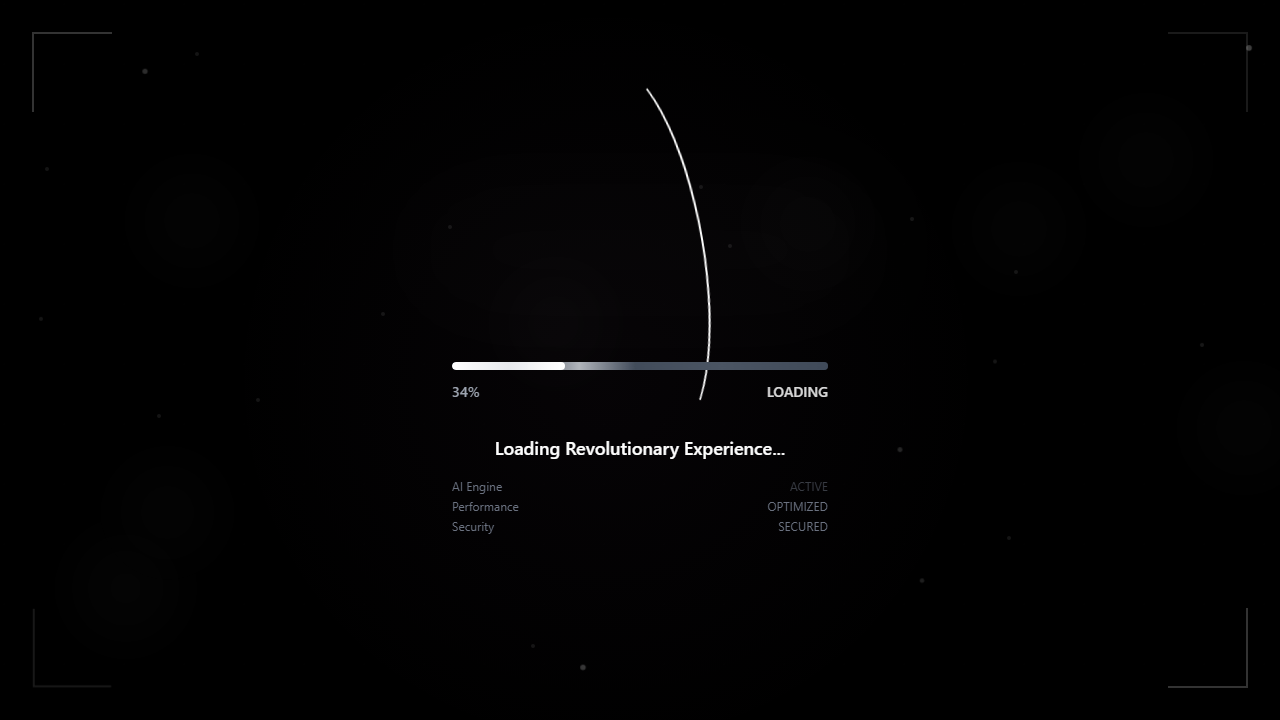 34%
LOADING
Loading Revolutionary Experience...
AI Engine
ACTIVE
Performance
OPTIMIZED
Security
SECURED